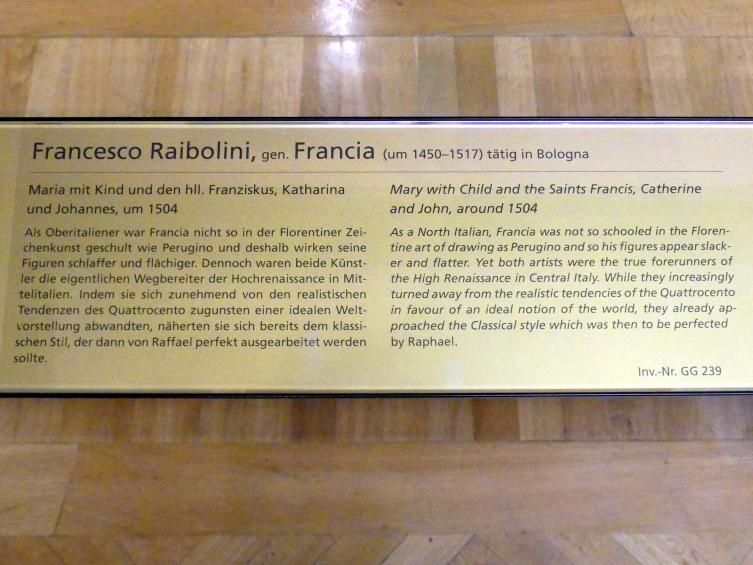 Francesco Raibolini, gen. Francia (um 1450–1517) tätig in Bologna
Maria mit Kind und den hll. Franziskus, Katharina
und Johannes, um 1504
Als Oberitaliener war Francia nicht so in der Florentiner Zei-
chenkunst geschult wie Perugino und deshalb wirken seine
Figuren schlaffer und flächiger. Dennoch waren beide Künst-
ler die eigentlichen Wegbereiter der Hochrenaissance in Mit-
telitalien. Indem sie sich zunehmend von den realistischen
Tendenzen des Quattrocento zugunsten einer idealen Welt-
vorstellung abwandten, näherten sie sich bereits dem klassi-
schen Stil, der dann von Raffael perfekt ausgearbeitet werden
sollte.
Mary with Child and the Saints Francis, Catherine
and John, around 1504
As a North Italian, Francia was not so schooled in the Floren-
tine art of drawing as Perugino and so his figures appear slack-
er and flatter. Yet both artists were the true forerunners of
the High Renaissance in Central Italy. While they increasingly
turned away from the realistic tendencies of the Quattrocento
in favour of an ideal notion of the world, they already ap-
proached the Classical style which was then to be perfected
by Raphael.
Inv.-Nr. GG 239